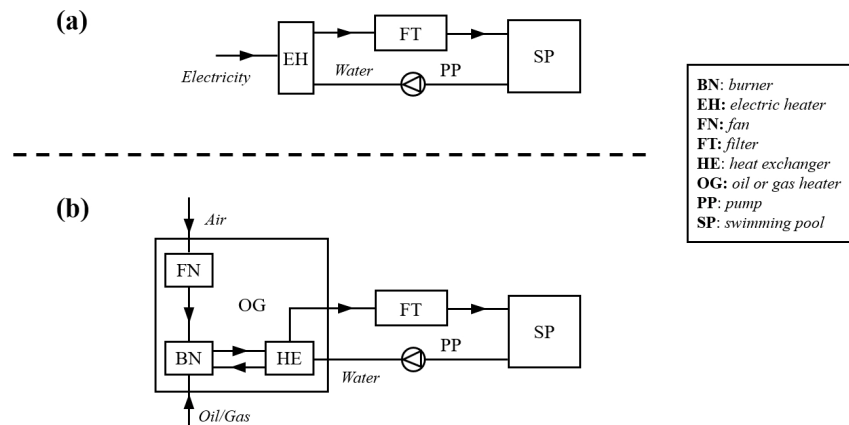 (a)
EH
FT
SP
Electricity
Water
PP
BN: burner
EH: electric heater
FN: fan
FT: filter
HE: heat exchanger
OG: oil or gas heater
PP: pump
SP: swimming pool
(b)
Air
FN
OG
FT
SP
BN
HE
PP
Water
Oil/Gas